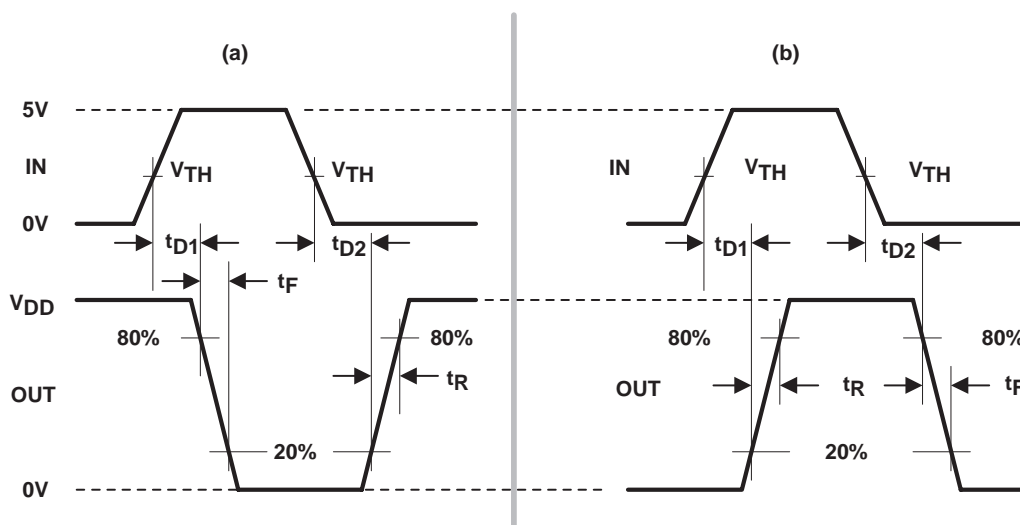 (a)
(b)
5V
IN
VTH
VTH
IN
VTH
VTH
0V
tD1
tD2
tD1
tD2
tF
VDD
80%
80%
80%
80%
tR
tR
OUT
OUT
20%
20%
0V